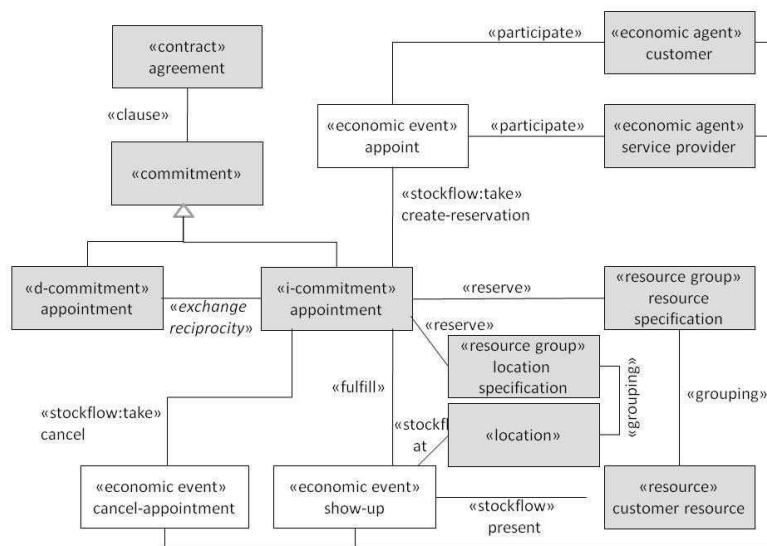 «contract»
agreement
«clause»
«commitment»
«participate»
«economic agent»
customer
«economic event»
appoint
«participate»
«economic agent»
service provider
«stockflow:take»
create-reservation
«d-commitment»
appointment
«exchange
reciprocity»
«i-commitment»
appointment
«reserve»
«resource group»
resource
specification
«reserve»
«resource group»
location
specification
«fulfill»
«grouping»
«grouping»
«stockflow:take»
cancel
at
«location»
«economic event»
cancel-appointment
«economic event»
show-up
«stockflow»
present
«resource»
customer resource